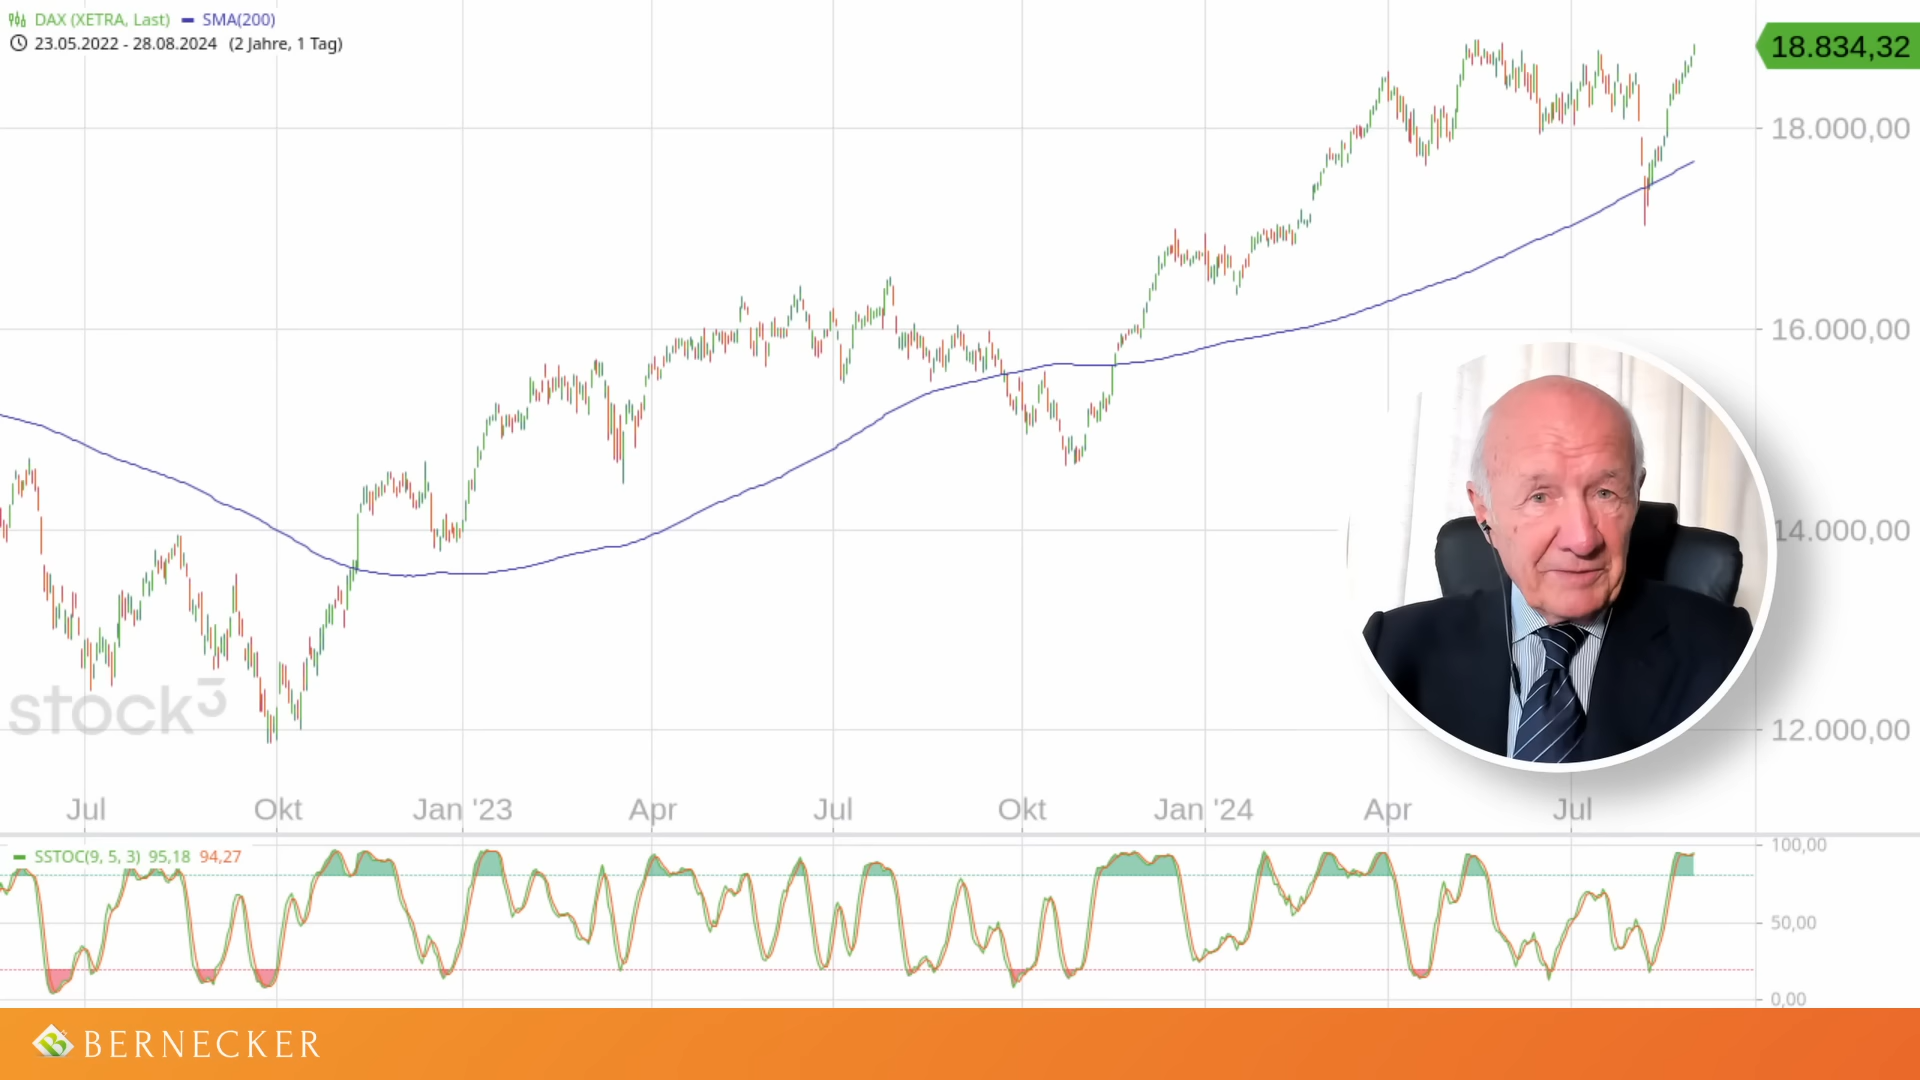 DAX (XETRA, Last) SMA(200)
23.05.2022 - 28.08.2024 (2 Jahre, 1 Tag)
18.834,32
18.000,00
16.000,00
14.000,00
12.000,00
stock3
Jul Okt Jan '23 Apr Jul Okt Jan '24 Apr Jul
SSTOC(9, 5, 3) 95,18 94,27
100,00
50,00
0,00
BERNECKER